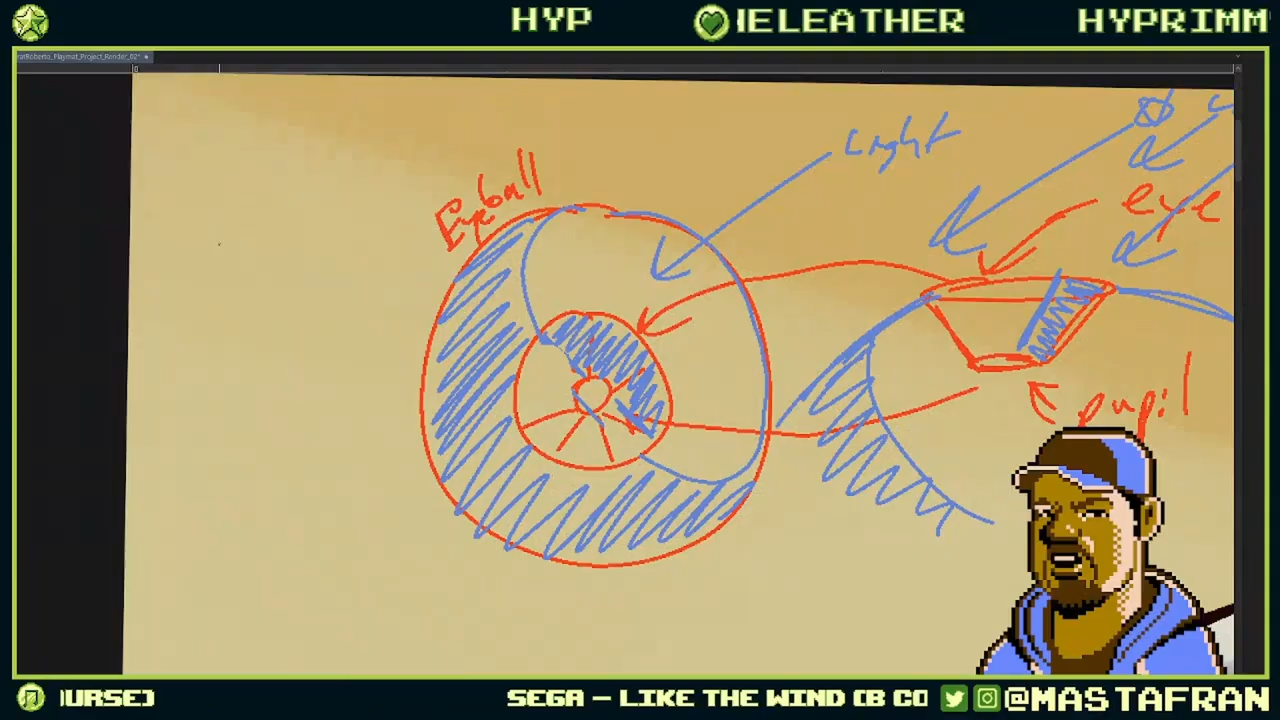 HYP
IELEATHER
HYPRIMM
Light
Eyeball
eye
pupil
URSE)
SEGA - LIKE THE WIND (B CO
@MASTAFRAN